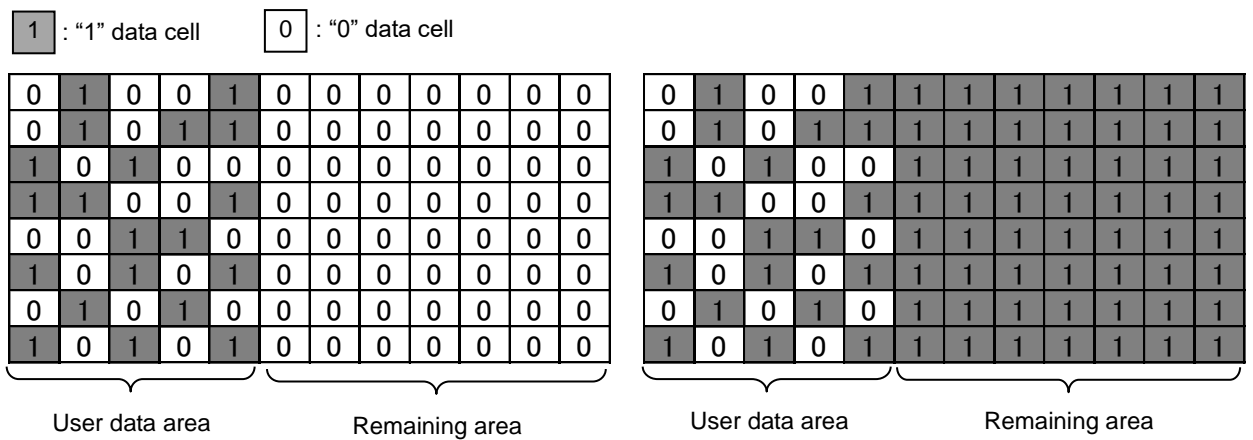 1 : “1” data cell 0 : “0” data cell
0 1 0 0 1 0 0 0 0 0 0 0 0 1 0 0 1 1 1 1 1 1 1 1
0 1 0 1 1 0 0 0 0 0 0 0 0 1 0 1 1 1 1 1 1 1 1 1
1 0 1 0 0 0 0 0 0 0 0 0 1 0 1 0 0 1 1 1 1 1 1 1
1 1 0 0 1 0 0 0 0 0 0 0 1 1 0 0 1 1 1 1 1 1 1 1
0 0 1 1 0 0 0 0 0 0 0 0 0 0 1 1 0 1 1 1 1 1 1 1
1 0 1 0 1 0 0 0 0 0 0 0 1 0 1 0 1 1 1 1 1 1 1 1
0 1 0 1 0 0 0 0 0 0 0 0 0 1 0 1 0 1 1 1 1 1 1 1
1 0 1 0 1 0 0 0 0 0 0 0 1 0 1 0 1 1 1 1 1 1 1 1
User data area Remaining area User data area Remaining area